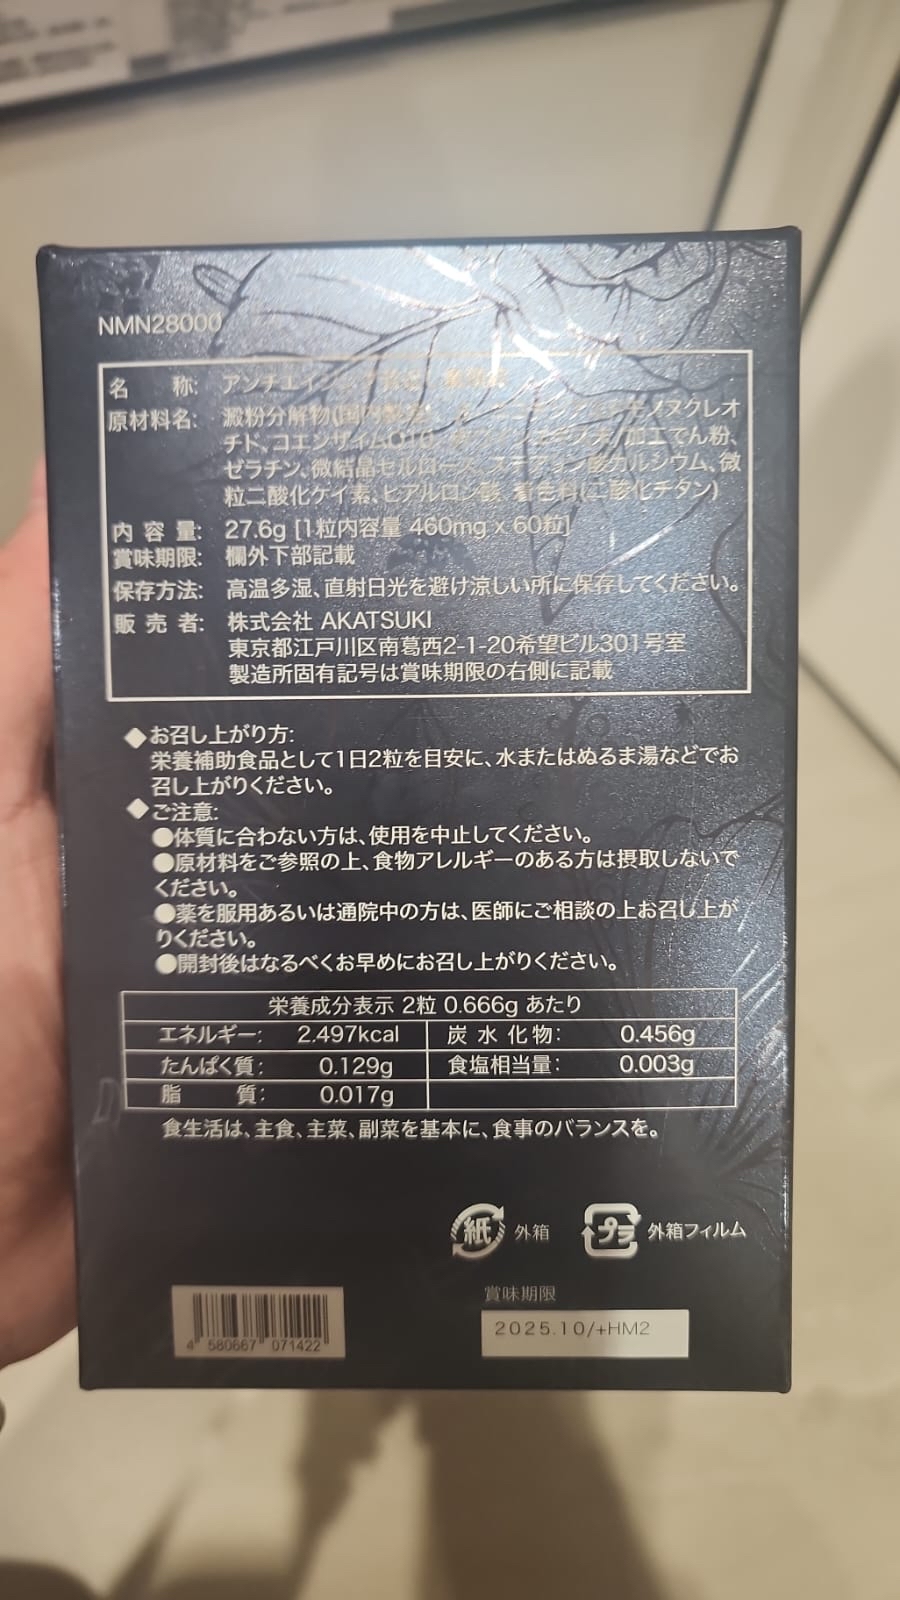 NMN28000
名 称: アンチエイジング
原材料名: 澱粉分解物(国内製造)、モノヌクレオ
チド、コエンザイムQ10、加工でん粉、
ゼラチン、微結晶セルロース、ステアリン酸カルシウム、微
粒二酸化ケイ素、ヒアルロン酸、着色料(二酸化チタン)
内 容 量: 27.6g [1粒内容量 460mg x 60粒]
賞味期限: 欄外下部記載
保存方法: 高温多湿、直射日光を避け涼しい所に保存してください。
販 売 者: 株式会社 AKATSUKI
東京都江戸川区南葛西2-1-20希望ビル301号室
製造所固有記号は賞味期限の右側に記載
◆お召し上がり方:
栄養補助食品として1日2粒を目安に、水またはぬるま湯などでお
召し上がりください。
◆ご注意:
●体質に合わない方は、使用を中止してください。
●原材料をご参照の上、食物アレルギーのある方は摂取しないで
ください。
●薬を服用あるいは通院中の方は、医師にご相談の上お召し上が
りください。
●開封後はなるべくお早めにお召し上がりください。
栄養成分表示 2粒 0.666g あたり
エネルギー: 2.497kcal 炭 水 化 物: 0.456g
たんぱく質: 0.129g 食塩相当量: 0.003g
脂 質: 0.017g
食生活は、主食、主菜、副菜を基本に、食事のバランスを。
紙 外箱 プラ 外箱フィルム
賞味期限
2025.10/+HM2
4 580667 071422